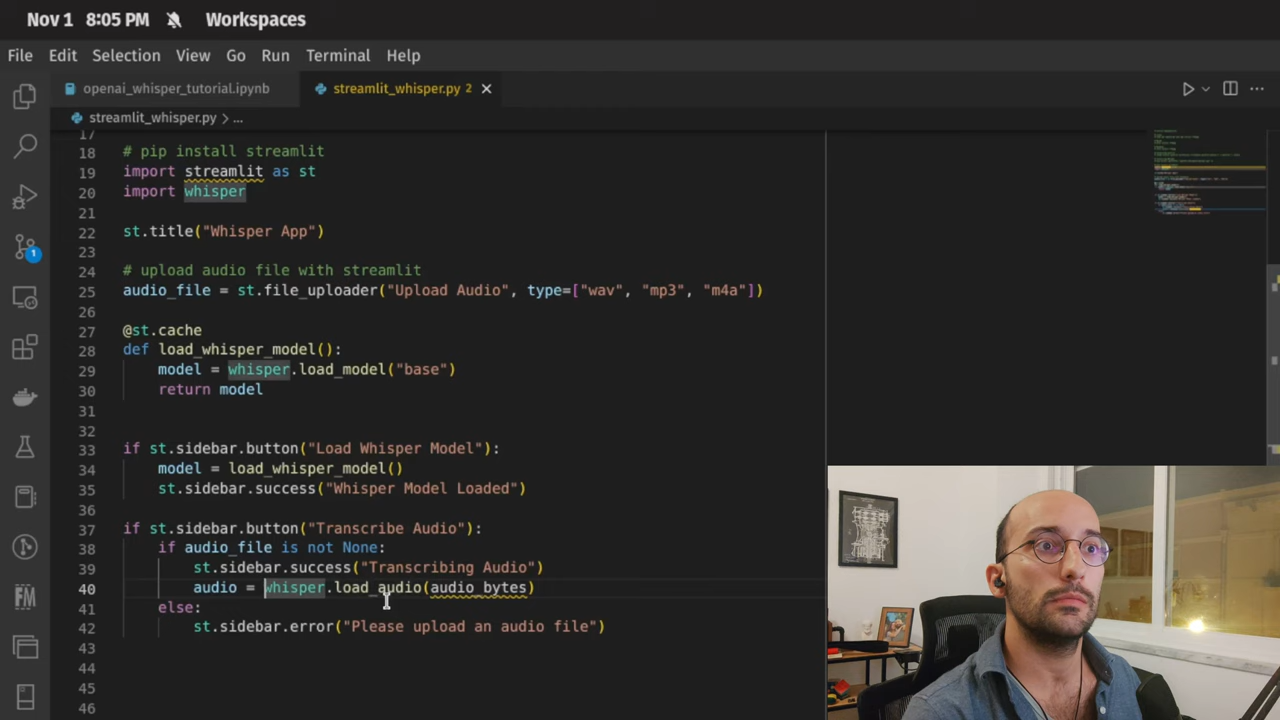 Nov 1 8:05 PM Workspaces
File Edit Selection View Go Run Terminal Help
openai_whisper_tutorial.ipynb streamlit_whisper.py 2
streamlit_whisper.py > ...
17
18 # pip install streamlit
19 import streamlit as st
20 import whisper
21
22 st.title("Whisper App")
23
24 # upload audio file with streamlit
25 audio_file = st.file_uploader("Upload Audio", type=["wav", "mp3", "m4a"])
26
27 @st.cache
28 def load_whisper_model():
29 model = whisper.load_model("base")
30 return model
31
32
33 if st.sidebar.button("Load Whisper Model"):
34 model = load_whisper_model()
35 st.sidebar.success("Whisper Model Loaded")
36
37 if st.sidebar.button("Transcribe Audio"):
38 if audio_file is not None:
39 st.sidebar.success("Transcribing Audio")
40 audio = whisper.load_audio(audio_bytes)
41 else:
42 st.sidebar.error("Please upload an audio file")
43
44
45
46
1
FM